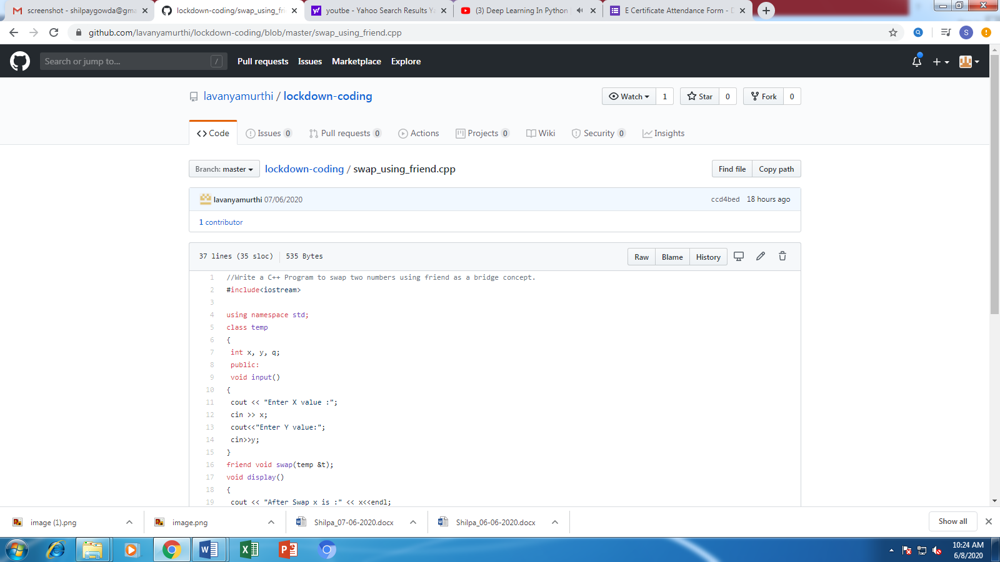 screenshot - shilpaygowda@gma
lockdown-coding/swap_using_frie
youtbe - Yahoo Search Results Ya
(3) Deep Learning In Python
E Certificate Attendance Form - D
github.com/lavanyamurthi/lockdown-coding/blob/master/swap_using_friend.cpp
S
Search or jump to... /
Pull requests Issues Marketplace Explore
lavanyamurthi / lockdown-coding
Watch 1 Star 0 Fork 0
Code Issues 0 Pull requests 0 Actions Projects 0 Wiki Security 0 Insights
Branch: master lockdown-coding / swap_using_friend.cpp Find file Copy path
lavanyamurthi 07/06/2020 ccd4bed 18 hours ago
1 contributor
37 lines (35 sloc) 535 Bytes Raw Blame History
1 //Write a C++ Program to swap two numbers using friend as a bridge concept.
2 #include<iostream>
3
4 using namespace std;
5 class temp
6 {
7 int x, y, q;
8 public:
9 void input()
10 {
11 cout << "Enter X value :";
12 cin >> x;
13 cout<<"Enter Y value:";
14 cin>>y;
15 }
16 friend void swap(temp &t);
17 void display()
18 {
19 cout << "After Swap x is :" << x<<endl;
image (1).png image.png Shilpa_07-06-2020.docx Shilpa_06-06-2020.docx Show all
10:24 AM
6/8/2020